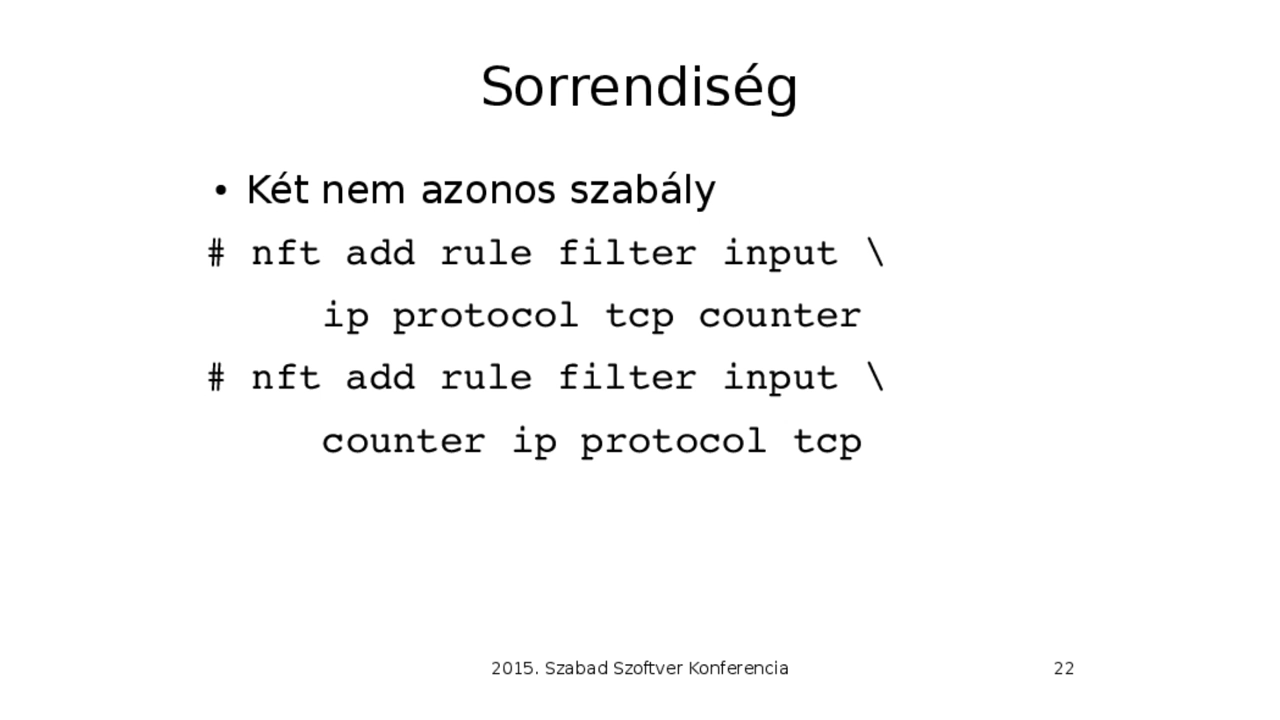 Sorrendiség
• Két nem azonos szabály
# nft add rule filter input \
ip protocol tcp counter
# nft add rule filter input \
counter ip protocol tcp
2015. Szabad Szoftver Konferencia 22